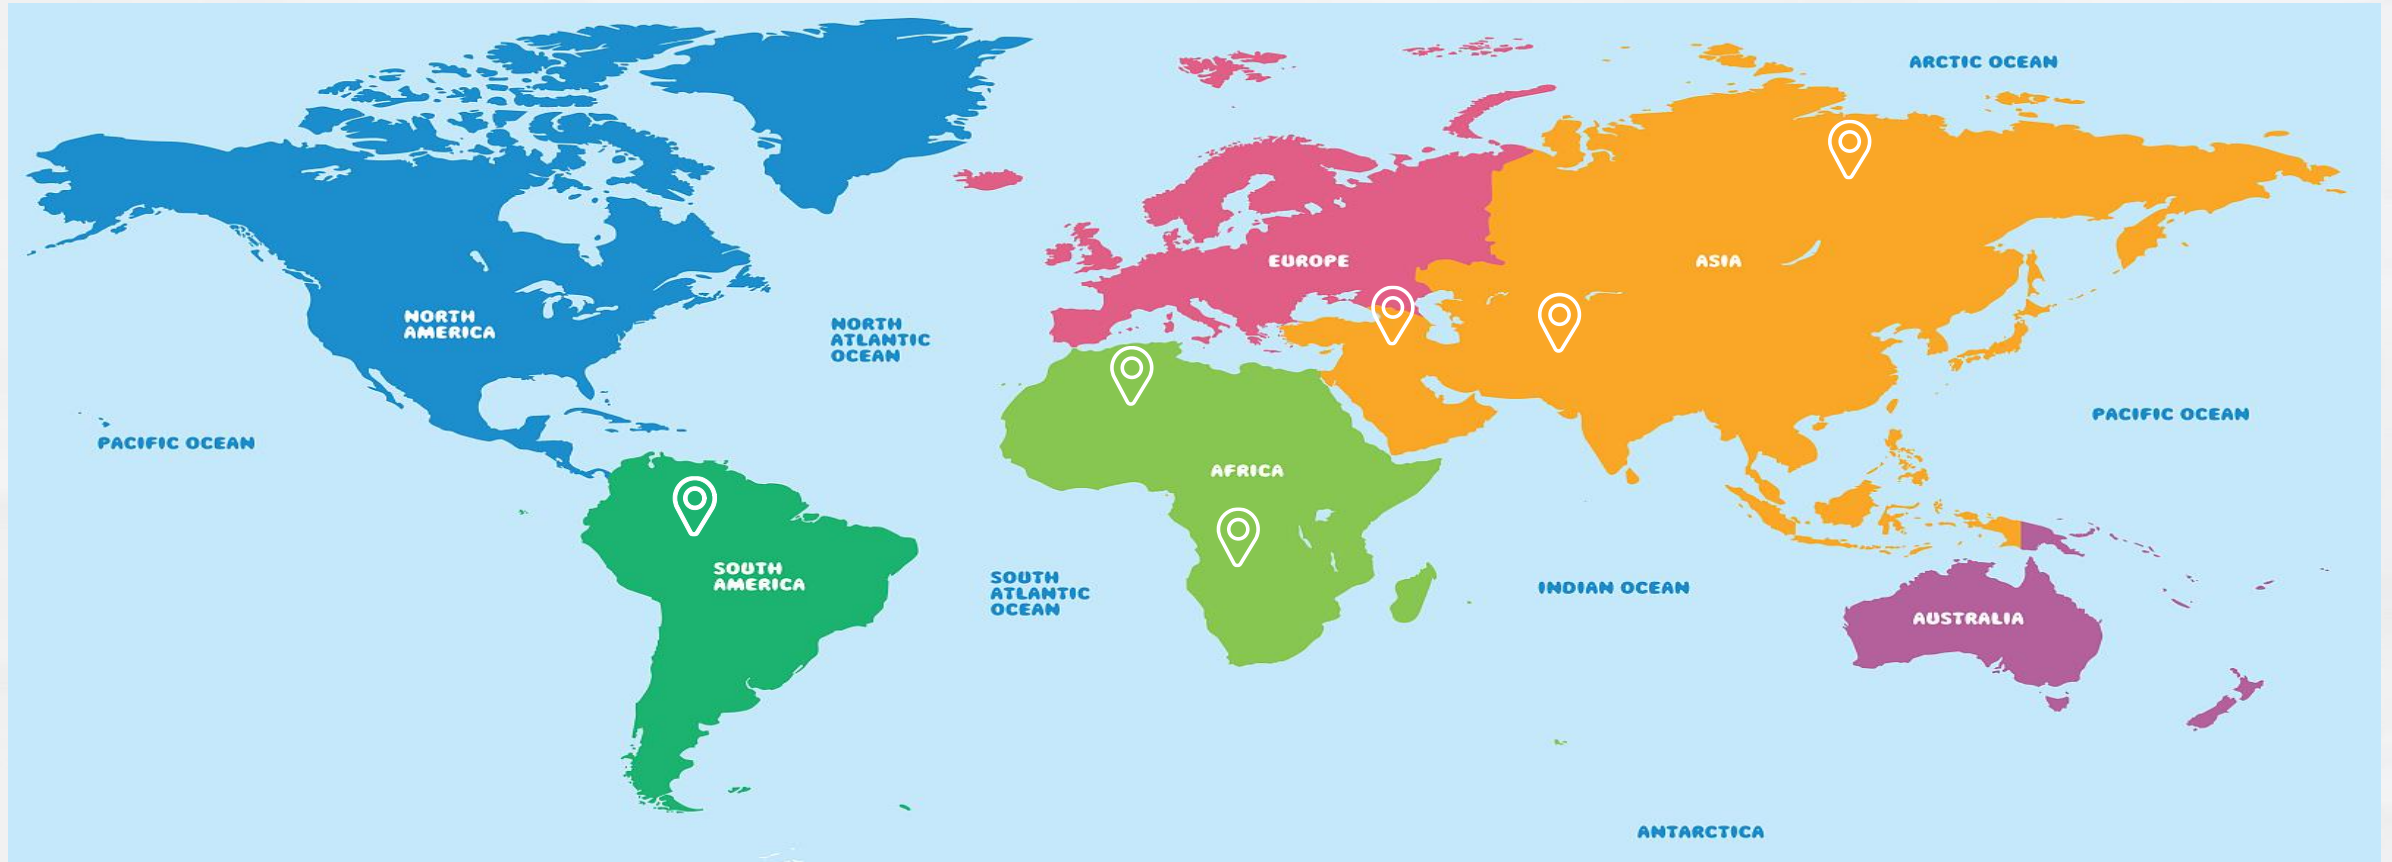 ARCTIC OCEAN
EUROPE
ASIA
NORTH
AMERICA
NORTH
ATLANTIC
OCEAN
PACIFIC OCEAN
PACIFIC OCEAN
AFRICA
SOUTH
AMERICA
SOUTH
ATLANTIC
OCEAN
INDIAN OCEAN
AUSTRALIA
ANTARCTICA